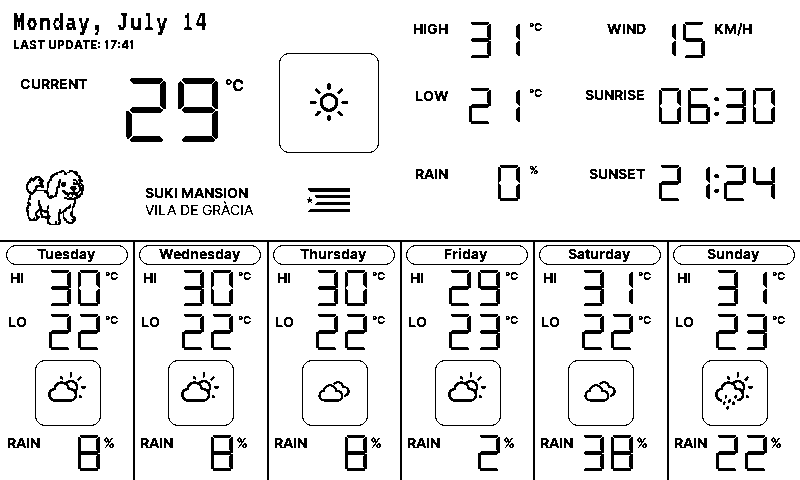 Monday, July 14
LAST UPDATE: 17:41
CURRENT 29 °C
HIGH 31 °C
WIND 15 KM/H
LOW 21 °C
SUNRISE 06:30
RAIN 0 %
SUNSET 21:24
SUKI MANSION
VILA DE GRÀCIA
Tuesday
HI 30 °C
LO 22 °C
RAIN 8 %
Wednesday
HI 30 °C
LO 22 °C
RAIN 8 %
Thursday
HI 30 °C
LO 22 °C
RAIN 8 %
Friday
HI 29 °C
LO 23 °C
RAIN 2 %
Saturday
HI 31 °C
LO 22 °C
RAIN 38 %
Sunday
HI 31 °C
LO 23 °C
RAIN 22 %